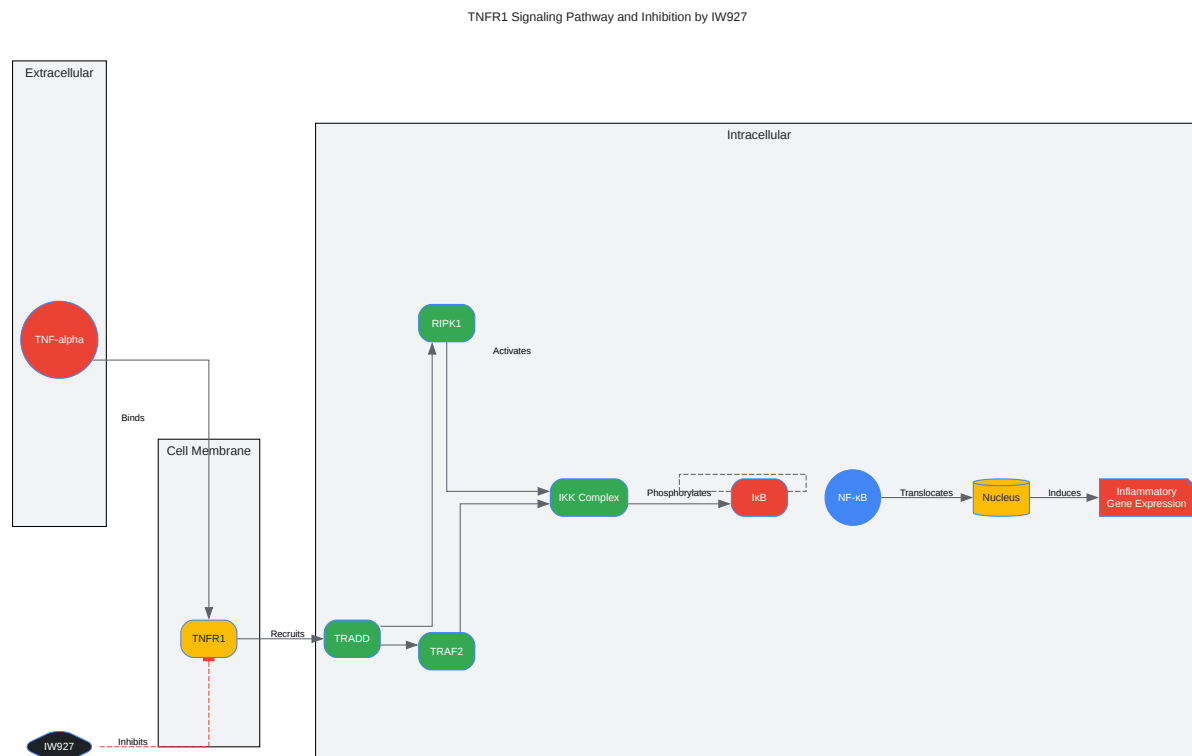 TNFR1 Signaling Pathway and Inhibition by IW927
Extracellular
Intracellular
TNF-alpha
RIPK1
Activates
Binds
Cell Membrane
IKK Complex
Phosphorylates
IκB
NF-κB
Translocates
Nucleus
Induces
Inflammatory
Gene Expression
TNFR1
Recruits
TRADD
TRAF2
IW927
Inhibits